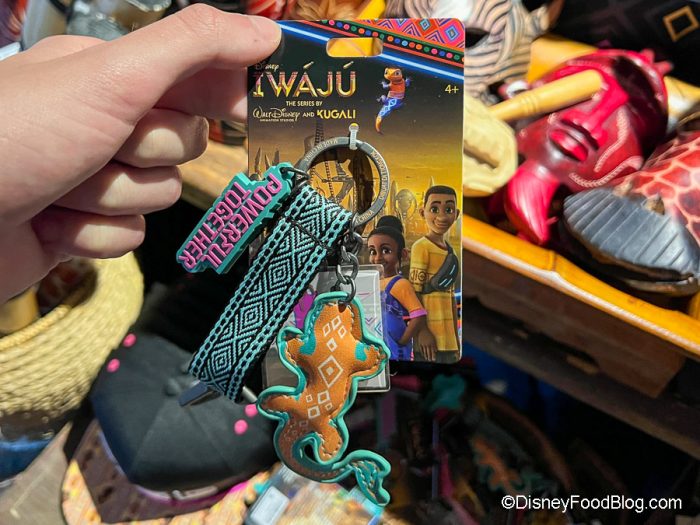 Disney
IWÁJÚ
THE SERIES BY
WALT DISNEY AND KUGALI
ANIMATION STUDIOS
4+
POWERFUL
TOGETHER
©DisneyFoodBlog.com